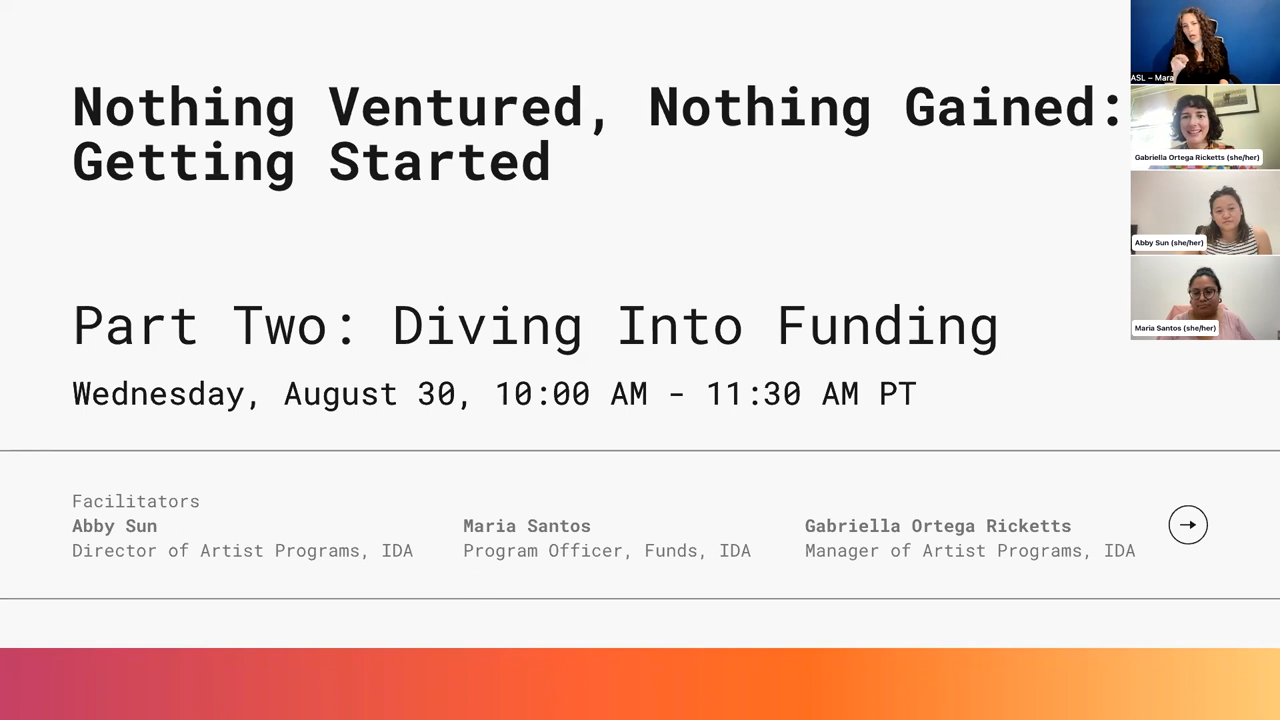 Nothing Ventured, Nothing Gained:
Getting Started
Part Two: Diving Into Funding
Wednesday, August 30, 10:00 AM - 11:30 AM PT
Facilitators
Abby Sun
Director of Artist Programs, IDA
Maria Santos
Program Officer, Funds, IDA
Gabriella Ortega Ricketts
Manager of Artist Programs, IDA
ASL – Mara
Gabriella Ortega Ricketts (she/her)
Abby Sun (she/her)
Maria Santos (she/her)